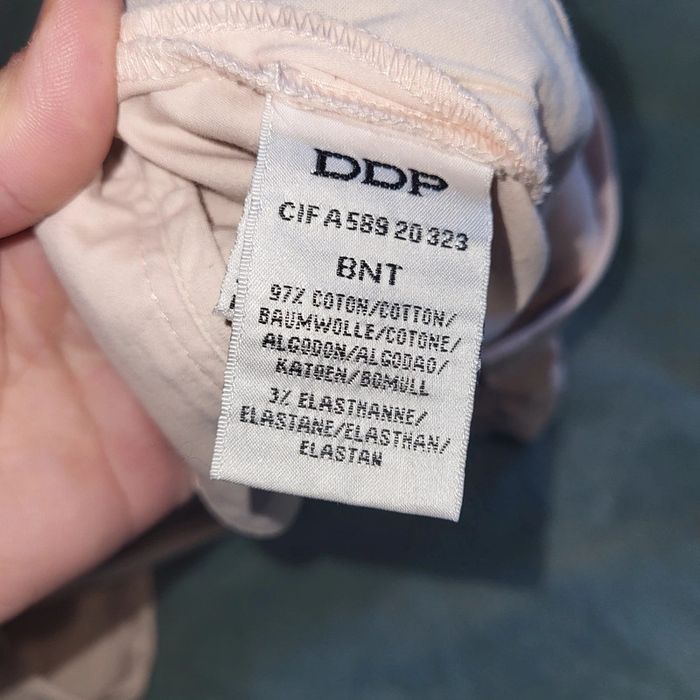 DDP
CIF A 589 20 323
BNT
97% COTON/COTTON/
BAUMWOLLE/COTONE/
ALGODON/ALGODAO/
KATOEN/BOMULL
3% ELASTHANNE/
ELASTANE/ELASTHAN/
ELASTAN